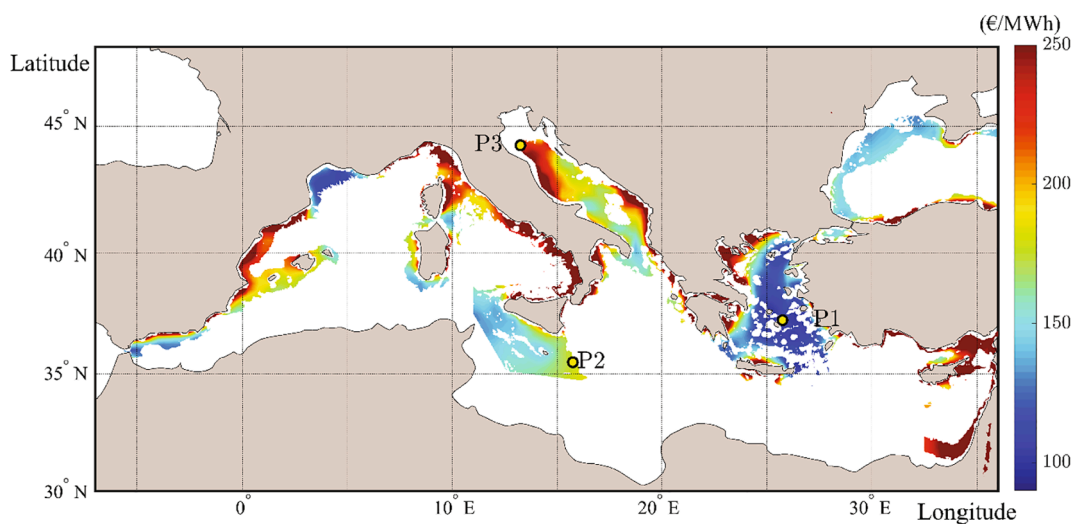 (€/MWh)
250
Latitude
45° N
P3
200
40° N
P1
150
P2
35° N
100
30° N
0
10° E
20° E
30° E
Longitude